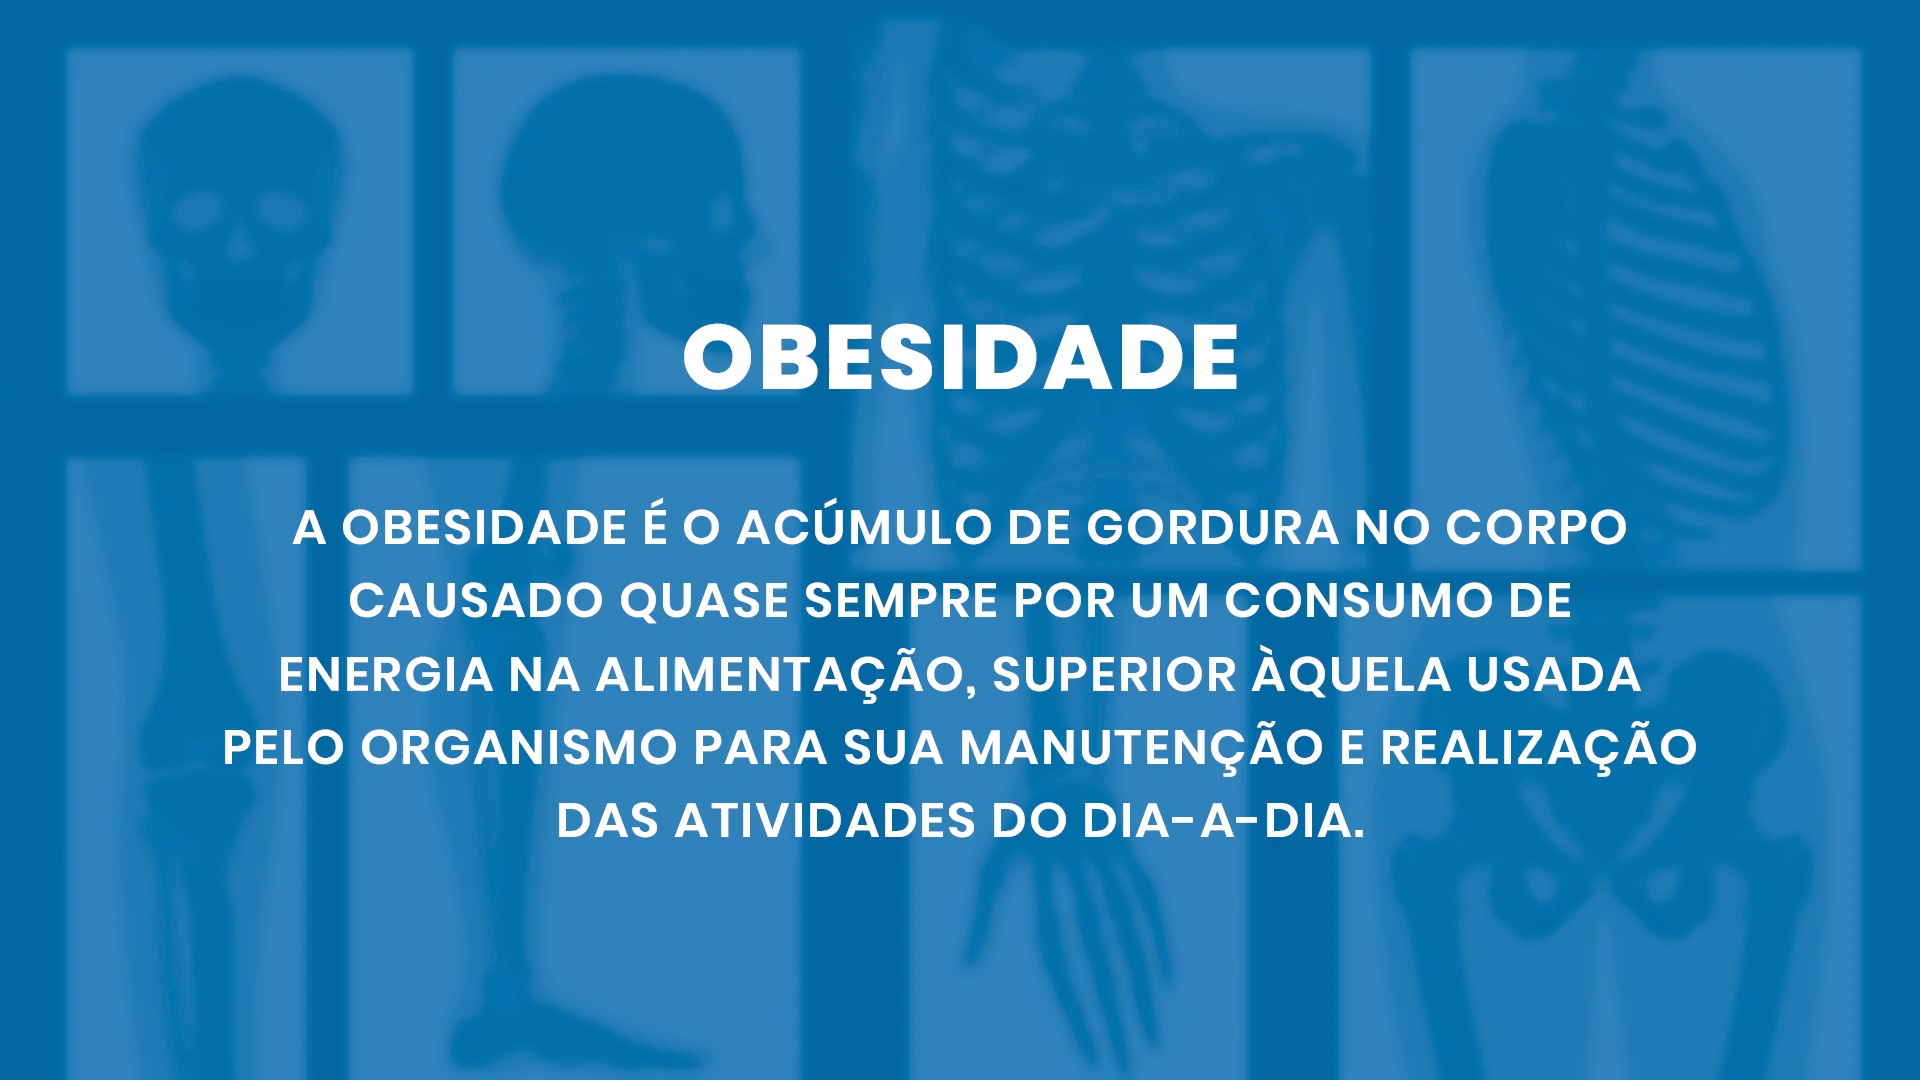 OBESIDADE
A OBESIDADE É O ACÚMULO DE GORDURA NO CORPO
CAUSADO QUASE SEMPRE POR UM CONSUMO DE
ENERGIA NA ALIMENTAÇÃO, SUPERIOR ÀQUELA USADA
PELO ORGANISMO PARA SUA MANUTENÇÃO E REALIZAÇÃO
DAS ATIVIDADES DO DIA-A-DIA.